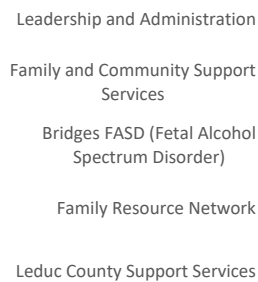 Leadership and Administration
Family and Community Support
Services
Bridges FASD (Fetal Alcohol
Spectrum Disorder)
Family Resource Network
Leduc County Support Services